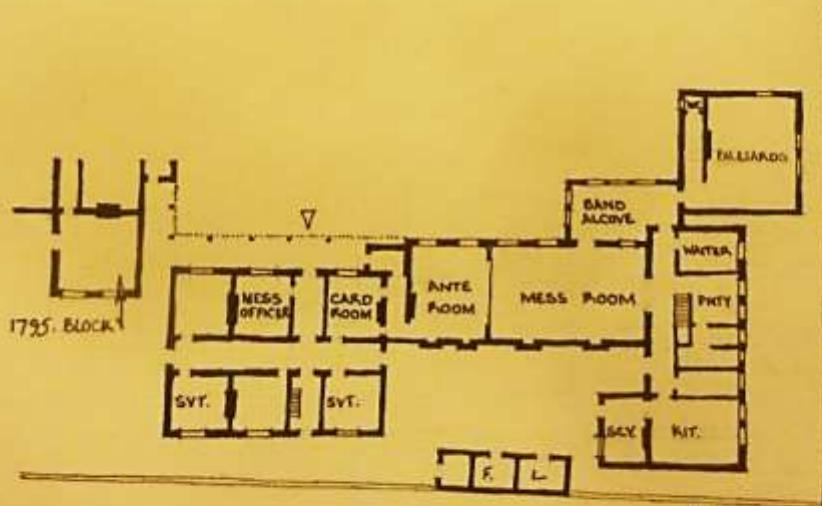 W.C.
BILLIARDS
BAND
ALCOVE
WAITER
MESS
OFFICER
CARD
ROOM
ANTE
ROOM
MESS ROOM
PNTY
1795. BLOCK
SVT.
SVT.
SCY.
KIT.
F.
L.